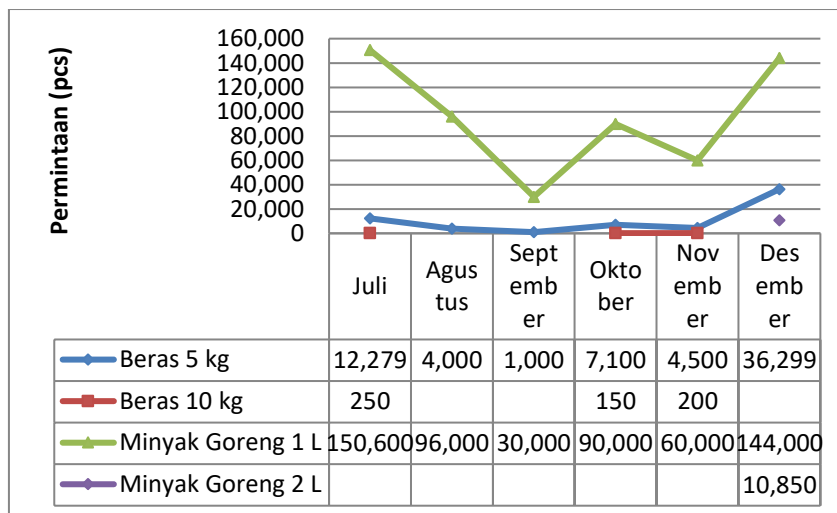 Permintaan (pcs)
160,000
140,000
120,000
100,000
80,000
60,000
40,000
20,000
0
Juli
Agus
tus
Sept
emb
er
Okto
ber
Nov
emb
er
Des
emb
er
Beras 5 kg 12,279 4,000 1,000 7,100 4,500 36,299
Beras 10 kg 250 150 200
Minyak Goreng 1 L 150,600 96,000 30,000 90,000 60,000 144,000
Minyak Goreng 2 L 10,850